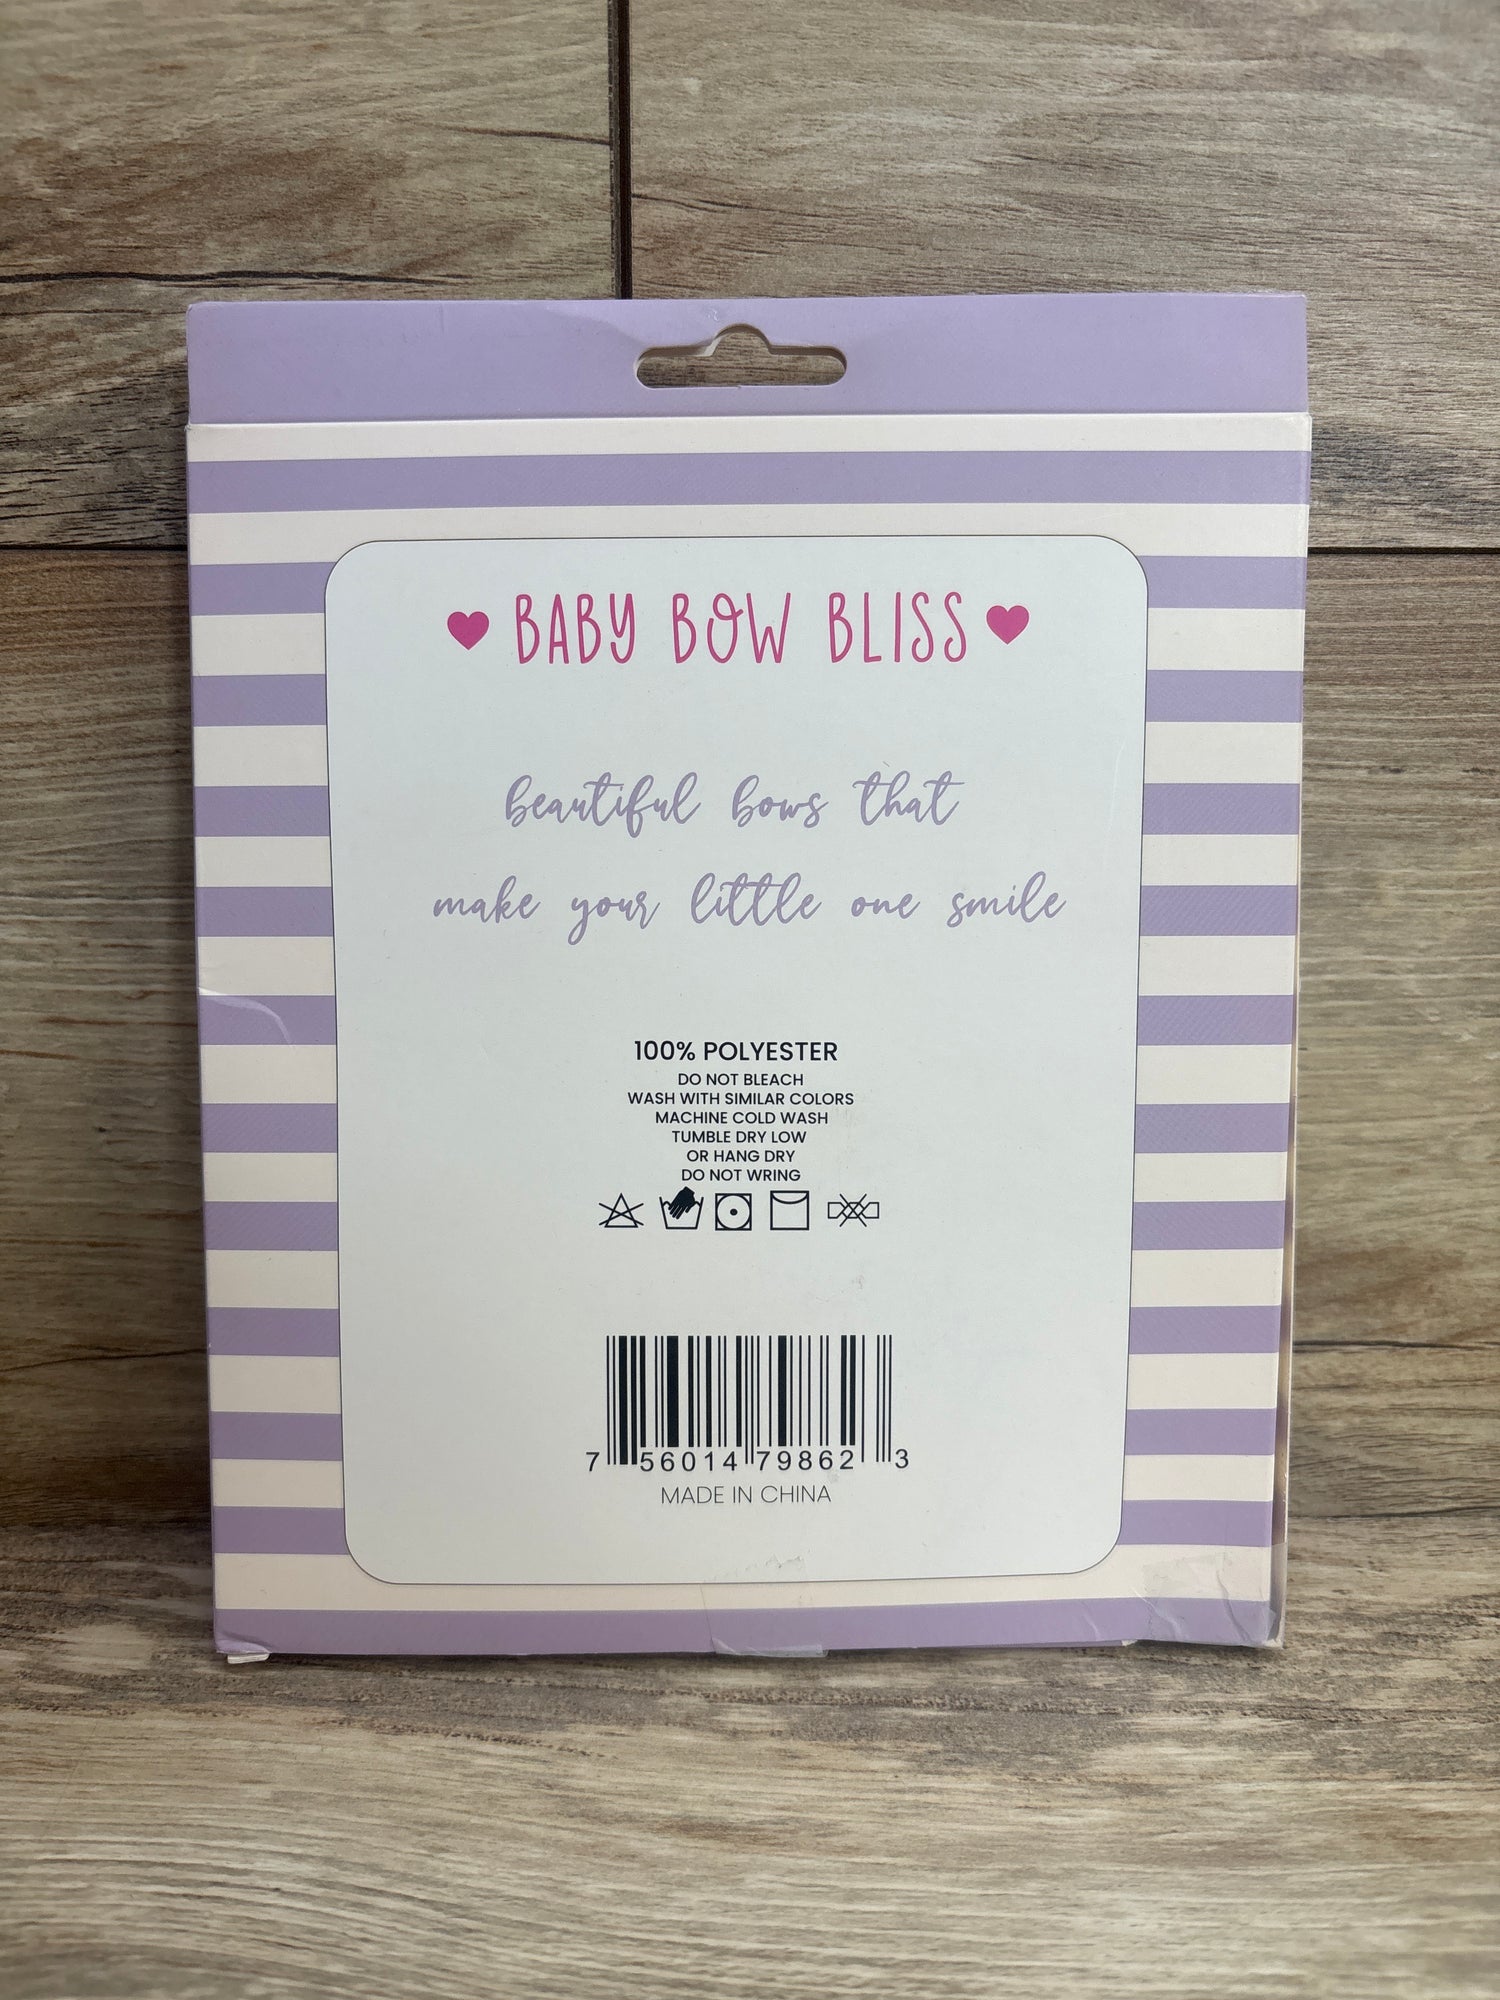 BABY BOW BLISS
beautiful bows that
make your little one smile
100% POLYESTER
DO NOT BLEACH
WASH WITH SIMILAR COLORS
MACHINE COLD WASH
TUMBLE DRY LOW
OR HANG DRY
DO NOT WRING
7 56014 79862 3
MADE IN CHINA